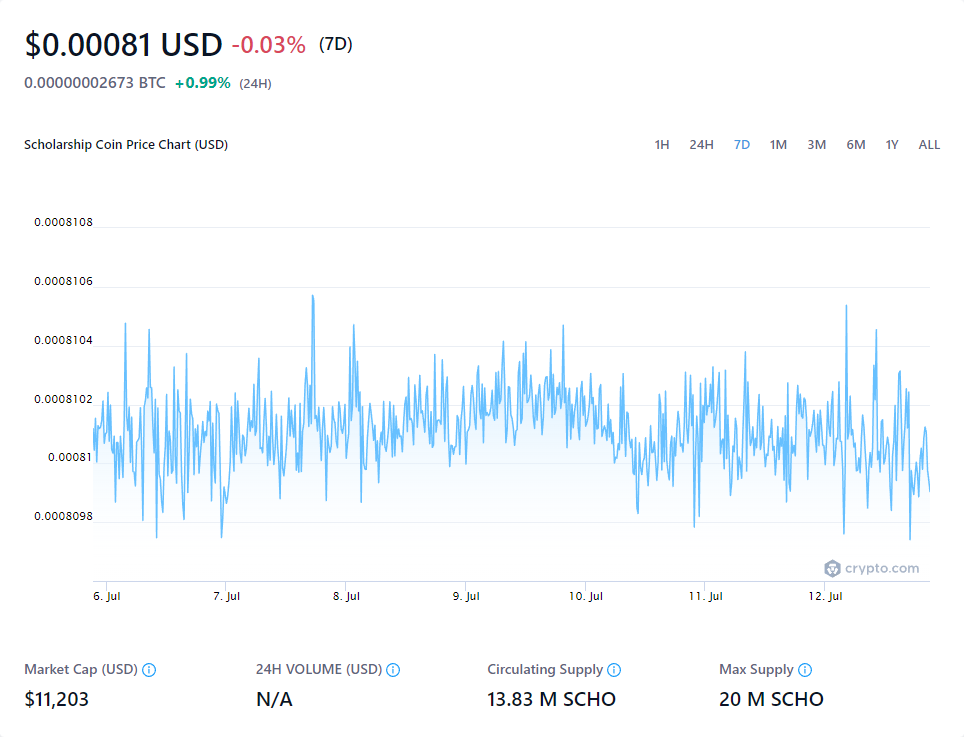 $0.00081 USD -0.03% (7D)
0.00000002673 BTC +0.99% (24H)
Scholarship Coin Price Chart (USD) 1H 24H 7D 1M 3M 6M 1Y ALL
0.0008108
0.0008106
0.0008104
0.0008102
0.00081
0.0008098
crypto.com
6. Jul 7. Jul 8. Jul 9. Jul 10. Jul 11. Jul 12. Jul
Market Cap (USD) 24H VOLUME (USD) Circulating Supply Max Supply
$11,203 N/A 13.83 M SCHO 20 M SCHO